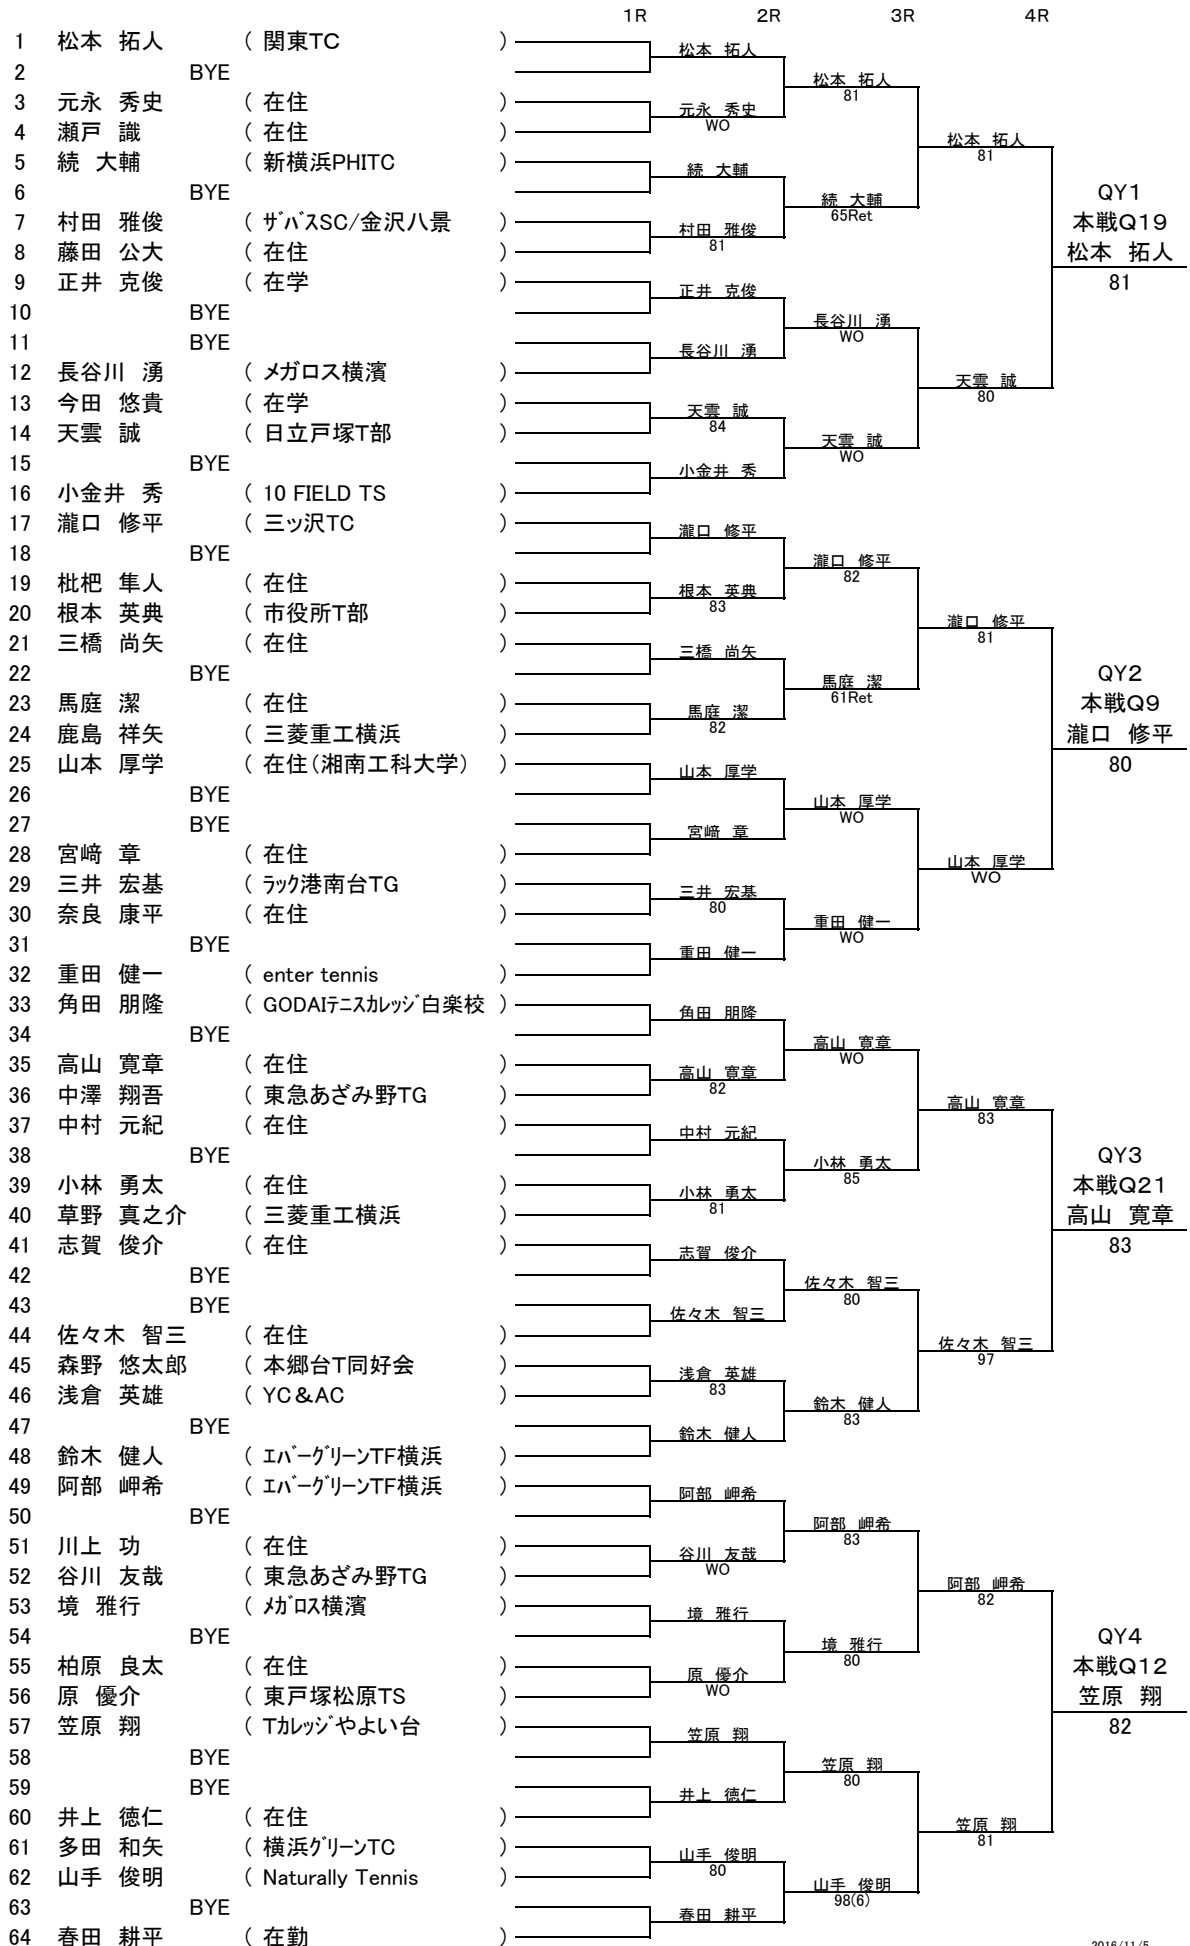 1R 2R 3R 4R
1 松本 拓人 ( 関東TC )
2 BYE
3 元永 秀史 ( 在住 )
4 瀬戸 識 ( 在住 )
5 続 大輔 ( 新横浜PHITC )
6 BYE
7 村田 雅俊 ( ｻﾞﾊﾞｽSC/金沢八景 )
8 藤田 公大 ( 在住 )
9 正井 克俊 ( 在学 )
10 BYE
11 BYE
12 長谷川 湧 ( メガロス横濱 )
13 今田 悠貴 ( 在学 )
14 天雲 誠 ( 日立戸塚T部 )
15 BYE
16 小金井 秀 ( 10 FIELD TS )
17 瀧口 修平 ( 三ッ沢TC )
18 BYE
19 枇杷 隼人 ( 在住 )
20 根本 英典 ( 市役所T部 )
21 三橋 尚矢 ( 在住 )
22 BYE
23 馬庭 潔 ( 在住 )
24 鹿島 祥矢 ( 三菱重工横浜 )
25 山本 厚学 ( 在住(湘南工科大学) )
26 BYE
27 BYE
28 宮﨑 章 ( 在住 )
29 三井 宏基 ( ﾗｯｸ港南台TG )
30 奈良 康平 ( 在住 )
31 BYE
32 重田 健一 ( enter tennis )
33 角田 朋隆 ( GODAIﾃﾆｽｶﾚｯｼﾞ白楽校 )
34 BYE
35 高山 寛章 ( 在住 )
36 中澤 翔吾 ( 東急あざみ野TG )
37 中村 元紀 ( 在住 )
38 BYE
39 小林 勇太 ( 在住 )
40 草野 真之介 ( 三菱重工横浜 )
41 志賀 俊介 ( 在住 )
42 BYE
43 BYE
44 佐々木 智三 ( 在住 )
45 森野 悠太郎 ( 本郷台T同好会 )
46 浅倉 英雄 ( YC＆AC )
47 BYE
48 鈴木 健人 ( ｴﾊﾞｰｸﾞﾘｰﾝTF横浜 )
49 阿部 岬希 ( ｴﾊﾞｰｸﾞﾘｰﾝTF横浜 )
50 BYE
51 川上 功 ( 在住 )
52 谷川 友哉 ( 東急あざみ野TG )
53 境 雅行 ( ﾒｶﾞﾛｽ横濱 )
54 BYE
55 柏原 良太 ( 在住 )
56 原 優介 ( 東戸塚松原TS )
57 笠原 翔 ( Tｶﾚｯｼﾞやよい台 )
58 BYE
59 BYE
60 井上 徳仁 ( 在住 )
61 多田 和矢 ( 横浜ｸﾞﾘｰﾝTC )
62 山手 俊明 ( Naturally Tennis )
63 BYE
64 春田 耕平 ( 在勤 )
松本 拓人
元永 秀史
WO
続 大輔
村田 雅俊
81
正井 克俊
長谷川 湧
天雲 誠
84
小金井 秀
瀧口 修平
根本 英典
83
三橋 尚矢
馬庭 潔
82
山本 厚学
宮﨑 章
三井 宏基
80
重田 健一
角田 朋隆
高山 寛章
82
中村 元紀
小林 勇太
81
志賀 俊介
佐々木 智三
浅倉 英雄
83
鈴木 健人
阿部 岬希
谷川 友哉
WO
境 雅行
原 優介
WO
笠原 翔
井上 徳仁
山手 俊明
80
春田 耕平
松本 拓人
81
続 大輔
65Ret
長谷川 湧
WO
天雲 誠
WO
瀧口 修平
82
馬庭 潔
61Ret
山本 厚学
WO
重田 健一
WO
高山 寛章
WO
小林 勇太
85
佐々木 智三
80
鈴木 健人
83
阿部 岬希
83
境 雅行
80
笠原 翔
80
山手 俊明
98(6)
松本 拓人
81
天雲 誠
80
瀧口 修平
81
山本 厚学
WO
高山 寛章
83
佐々木 智三
97
阿部 岬希
82
笠原 翔
81
QY1
本戦Q19
松本 拓人
81
QY2
本戦Q9
瀧口 修平
80
QY3
本戦Q21
高山 寛章
83
QY4
本戦Q12
笠原 翔
82
2016/11/5